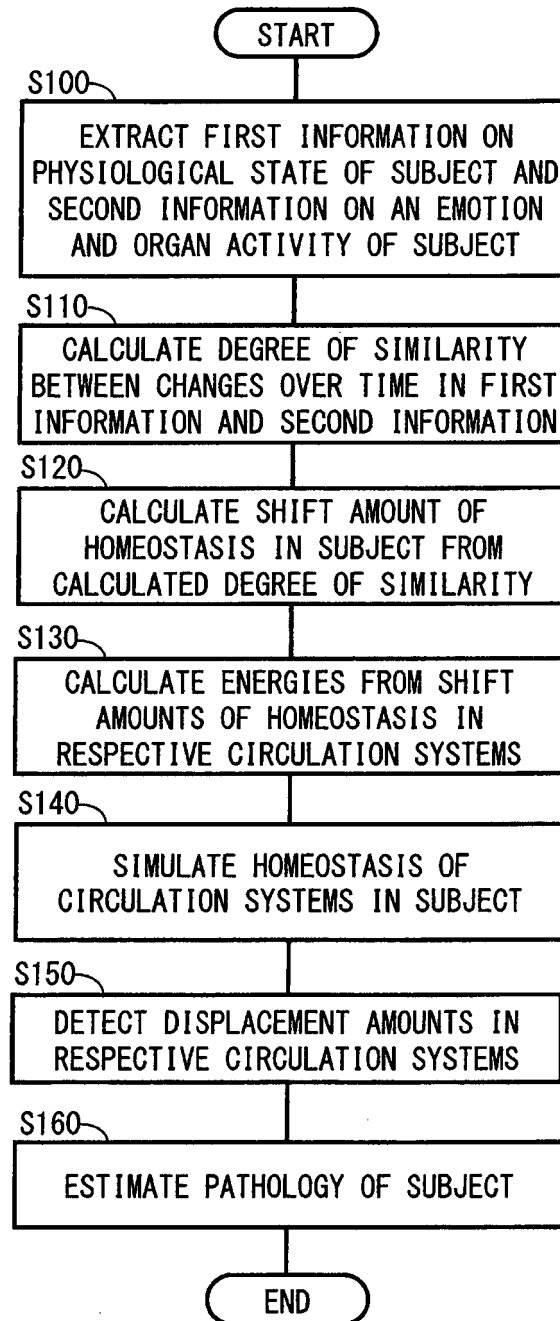 START
S100
EXTRACT FIRST INFORMATION ON
PHYSIOLOGICAL STATE OF SUBJECT AND
SECOND INFORMATION ON AN EMOTION
AND ORGAN ACTIVITY OF SUBJECT
S110
CALCULATE DEGREE OF SIMILARITY
BETWEEN CHANGES OVER TIME IN FIRST
INFORMATION AND SECOND INFORMATION
S120
CALCULATE SHIFT AMOUNT OF
HOMEOSTASIS IN SUBJECT FROM
CALCULATED DEGREE OF SIMILARITY
S130
CALCULATE ENERGIES FROM SHIFT
AMOUNTS OF HOMEOSTASIS IN
RESPECTIVE CIRCULATION SYSTEMS
S140
SIMULATE HOMEOSTASIS OF
CIRCULATION SYSTEMS IN SUBJECT
S150
DETECT DISPLACEMENT AMOUNTS IN
RESPECTIVE CIRCULATION SYSTEMS
S160
ESTIMATE PATHOLOGY OF SUBJECT
END